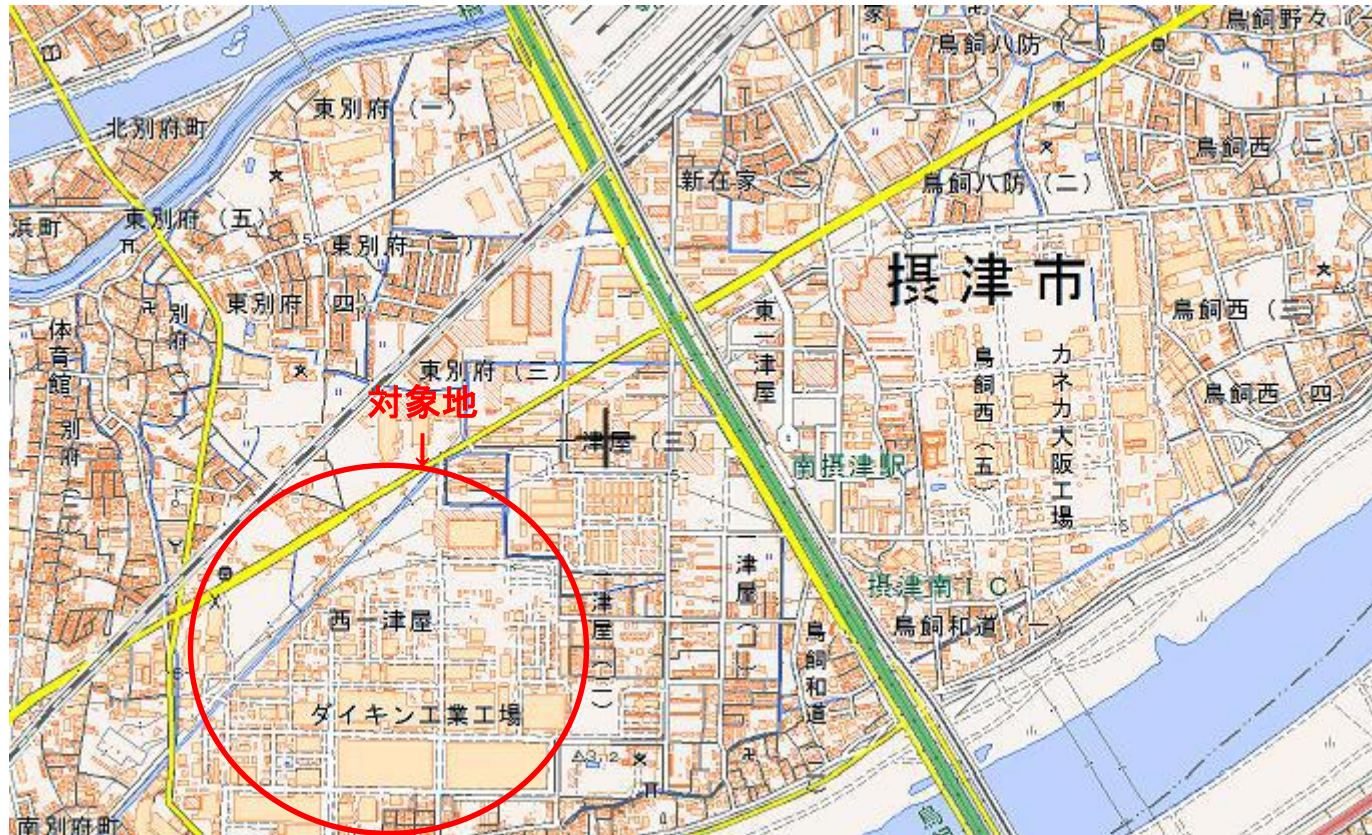 鳥飼野々
鳥飼八防（一）
東別府（一）
北別府町
鳥飼西（二）
新在家（二）
鳥飼八防（二）
浜町
東別府（五）
東別府（二）
摂津市
東別府（四）
別府
体育館
東一津屋
鳥飼西（三）
東別府（三）
鳥飼西（五）
カネカ大阪工場
対象地
鳥飼西（四
一津屋（三）
南摂津駅
別府（三）
一津屋（一）
摂津南ＩＣ
西一津屋
一津屋（二）
鳥飼和道（一）
鳥飼和道
ダイキン工業工場
南別府町